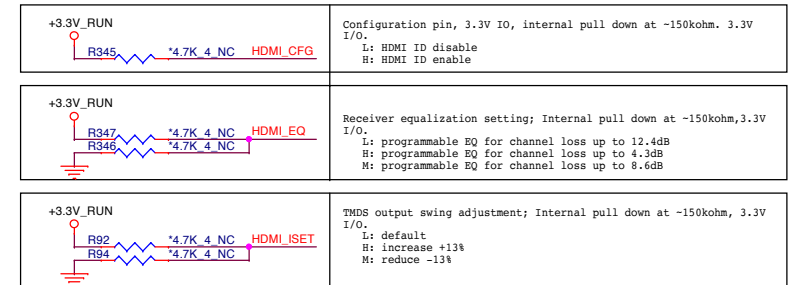 +3.3V_RUN
R345 *4.7K_4_NC HDMI_CFG
Configuration pin, 3.3V IO, internal pull down at ~150kohm. 3.3V
I/O.
L: HDMI ID disable
H: HDMI ID enable
+3.3V_RUN
R347 *4.7K_4_NC HDMI_EQ
R346 *4.7K_4_NC
Receiver equalization setting; Internal pull down at ~150kohm,3.3V
I/O.
L: programmable EQ for channel loss up to 12.4dB
H: programmable EQ for channel loss up to 4.3dB
M: programmable EQ for channel loss up to 8.6dB
+3.3V_RUN
R92 *4.7K_4_NC HDMI_ISET
R94 *4.7K_4_NC
TMDS output swing adjustment; Internal pull down at ~150kohm, 3.3V
I/O.
L: default
H: increase +13%
M: reduce -13%